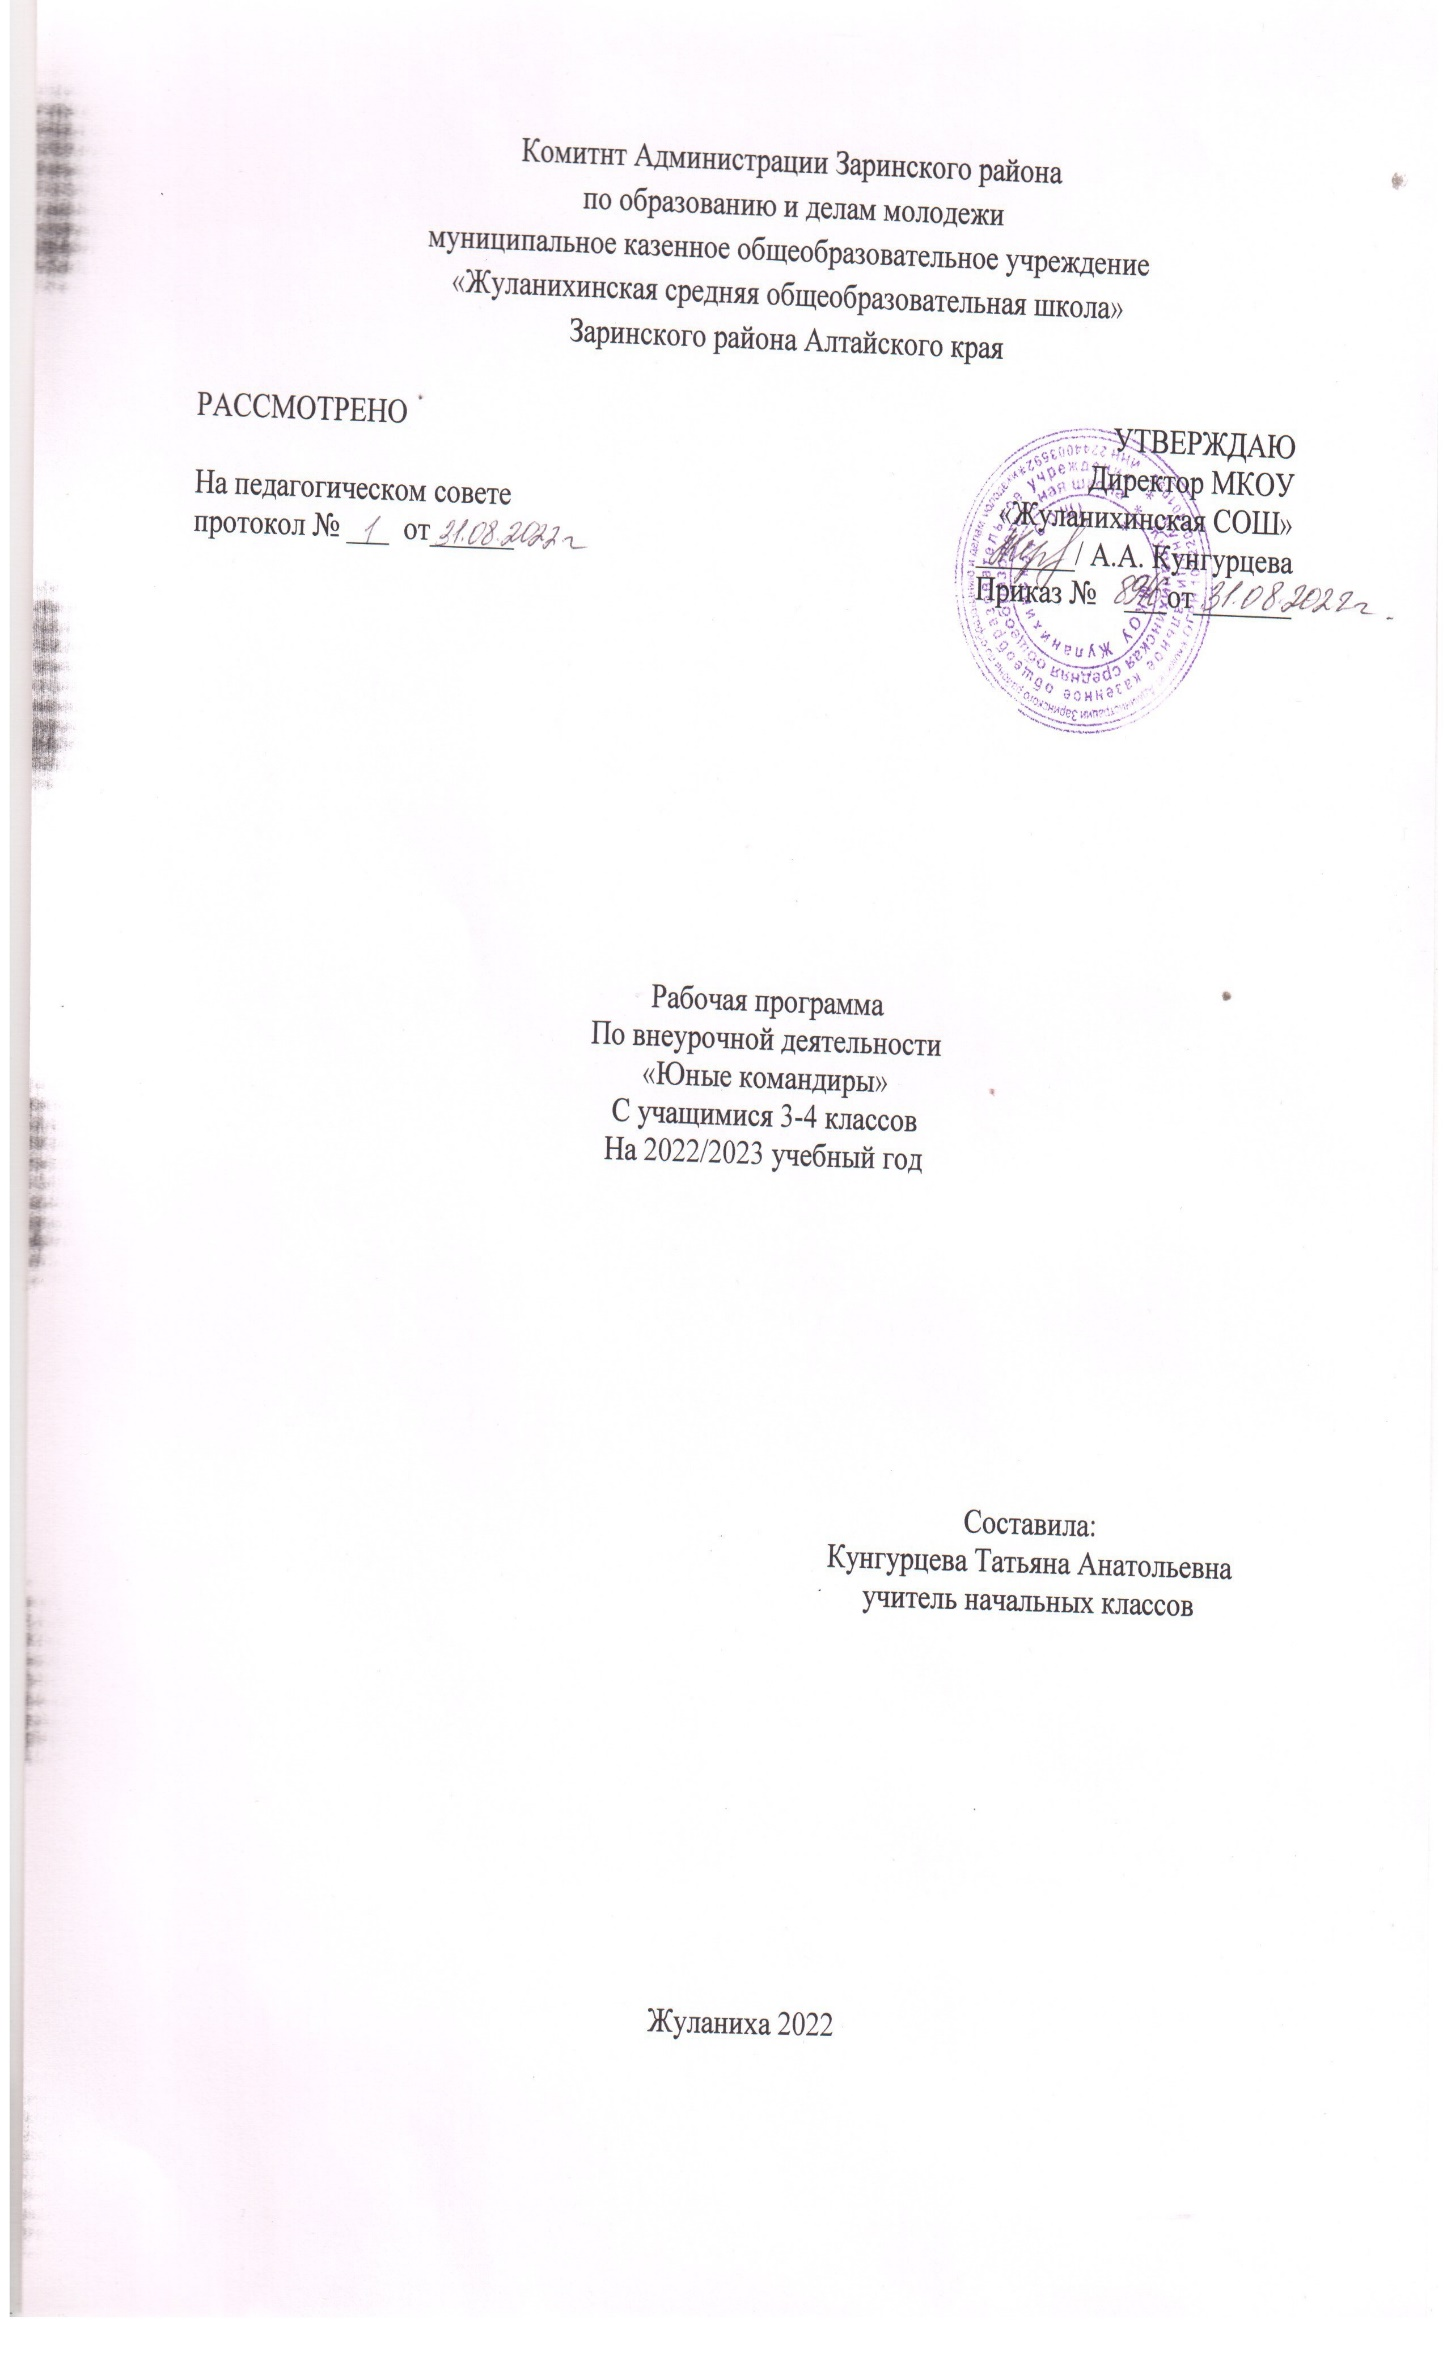 Комитнт Администрации Заринского района
по образованию и делам молодежи
муниципальное казенное общеобразовательное учреждение
«Жуланихинская средняя общеобразовательная школа»
Заринского района Алтайского края
РАССМОТРЕНО
На педагогическом совете
протокол № 1 от 31.08.2022 г
УТВЕРЖДАЮ
Директор МКОУ
«Жуланихинская СОШ»
/ А.А. Кунгурцева
Приказ № от 31.08.2022 г.
Рабочая программа
По внеурочной деятельности
«Юные командиры»
С учащимися 3-4 классов
На 2022/2023 учебный год
Составила:
Кунгурцева Татьяна Анатольевна
учитель начальных классов
Жуланиха 2022